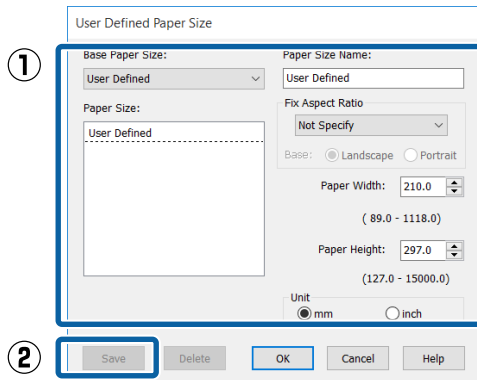 User Defined Paper Size
①
Base Paper Size:
User Defined
Paper Size:
User Defined
Paper Size Name:
User Defined
Fix Aspect Ratio
Not Specify
Base: Landscape Portrait
Paper Width: 210.0
( 89.0 - 1118.0)
Paper Height: 297.0
(127.0 - 15000.0)
Unit
mm inch
②
Save Delete OK Cancel Help